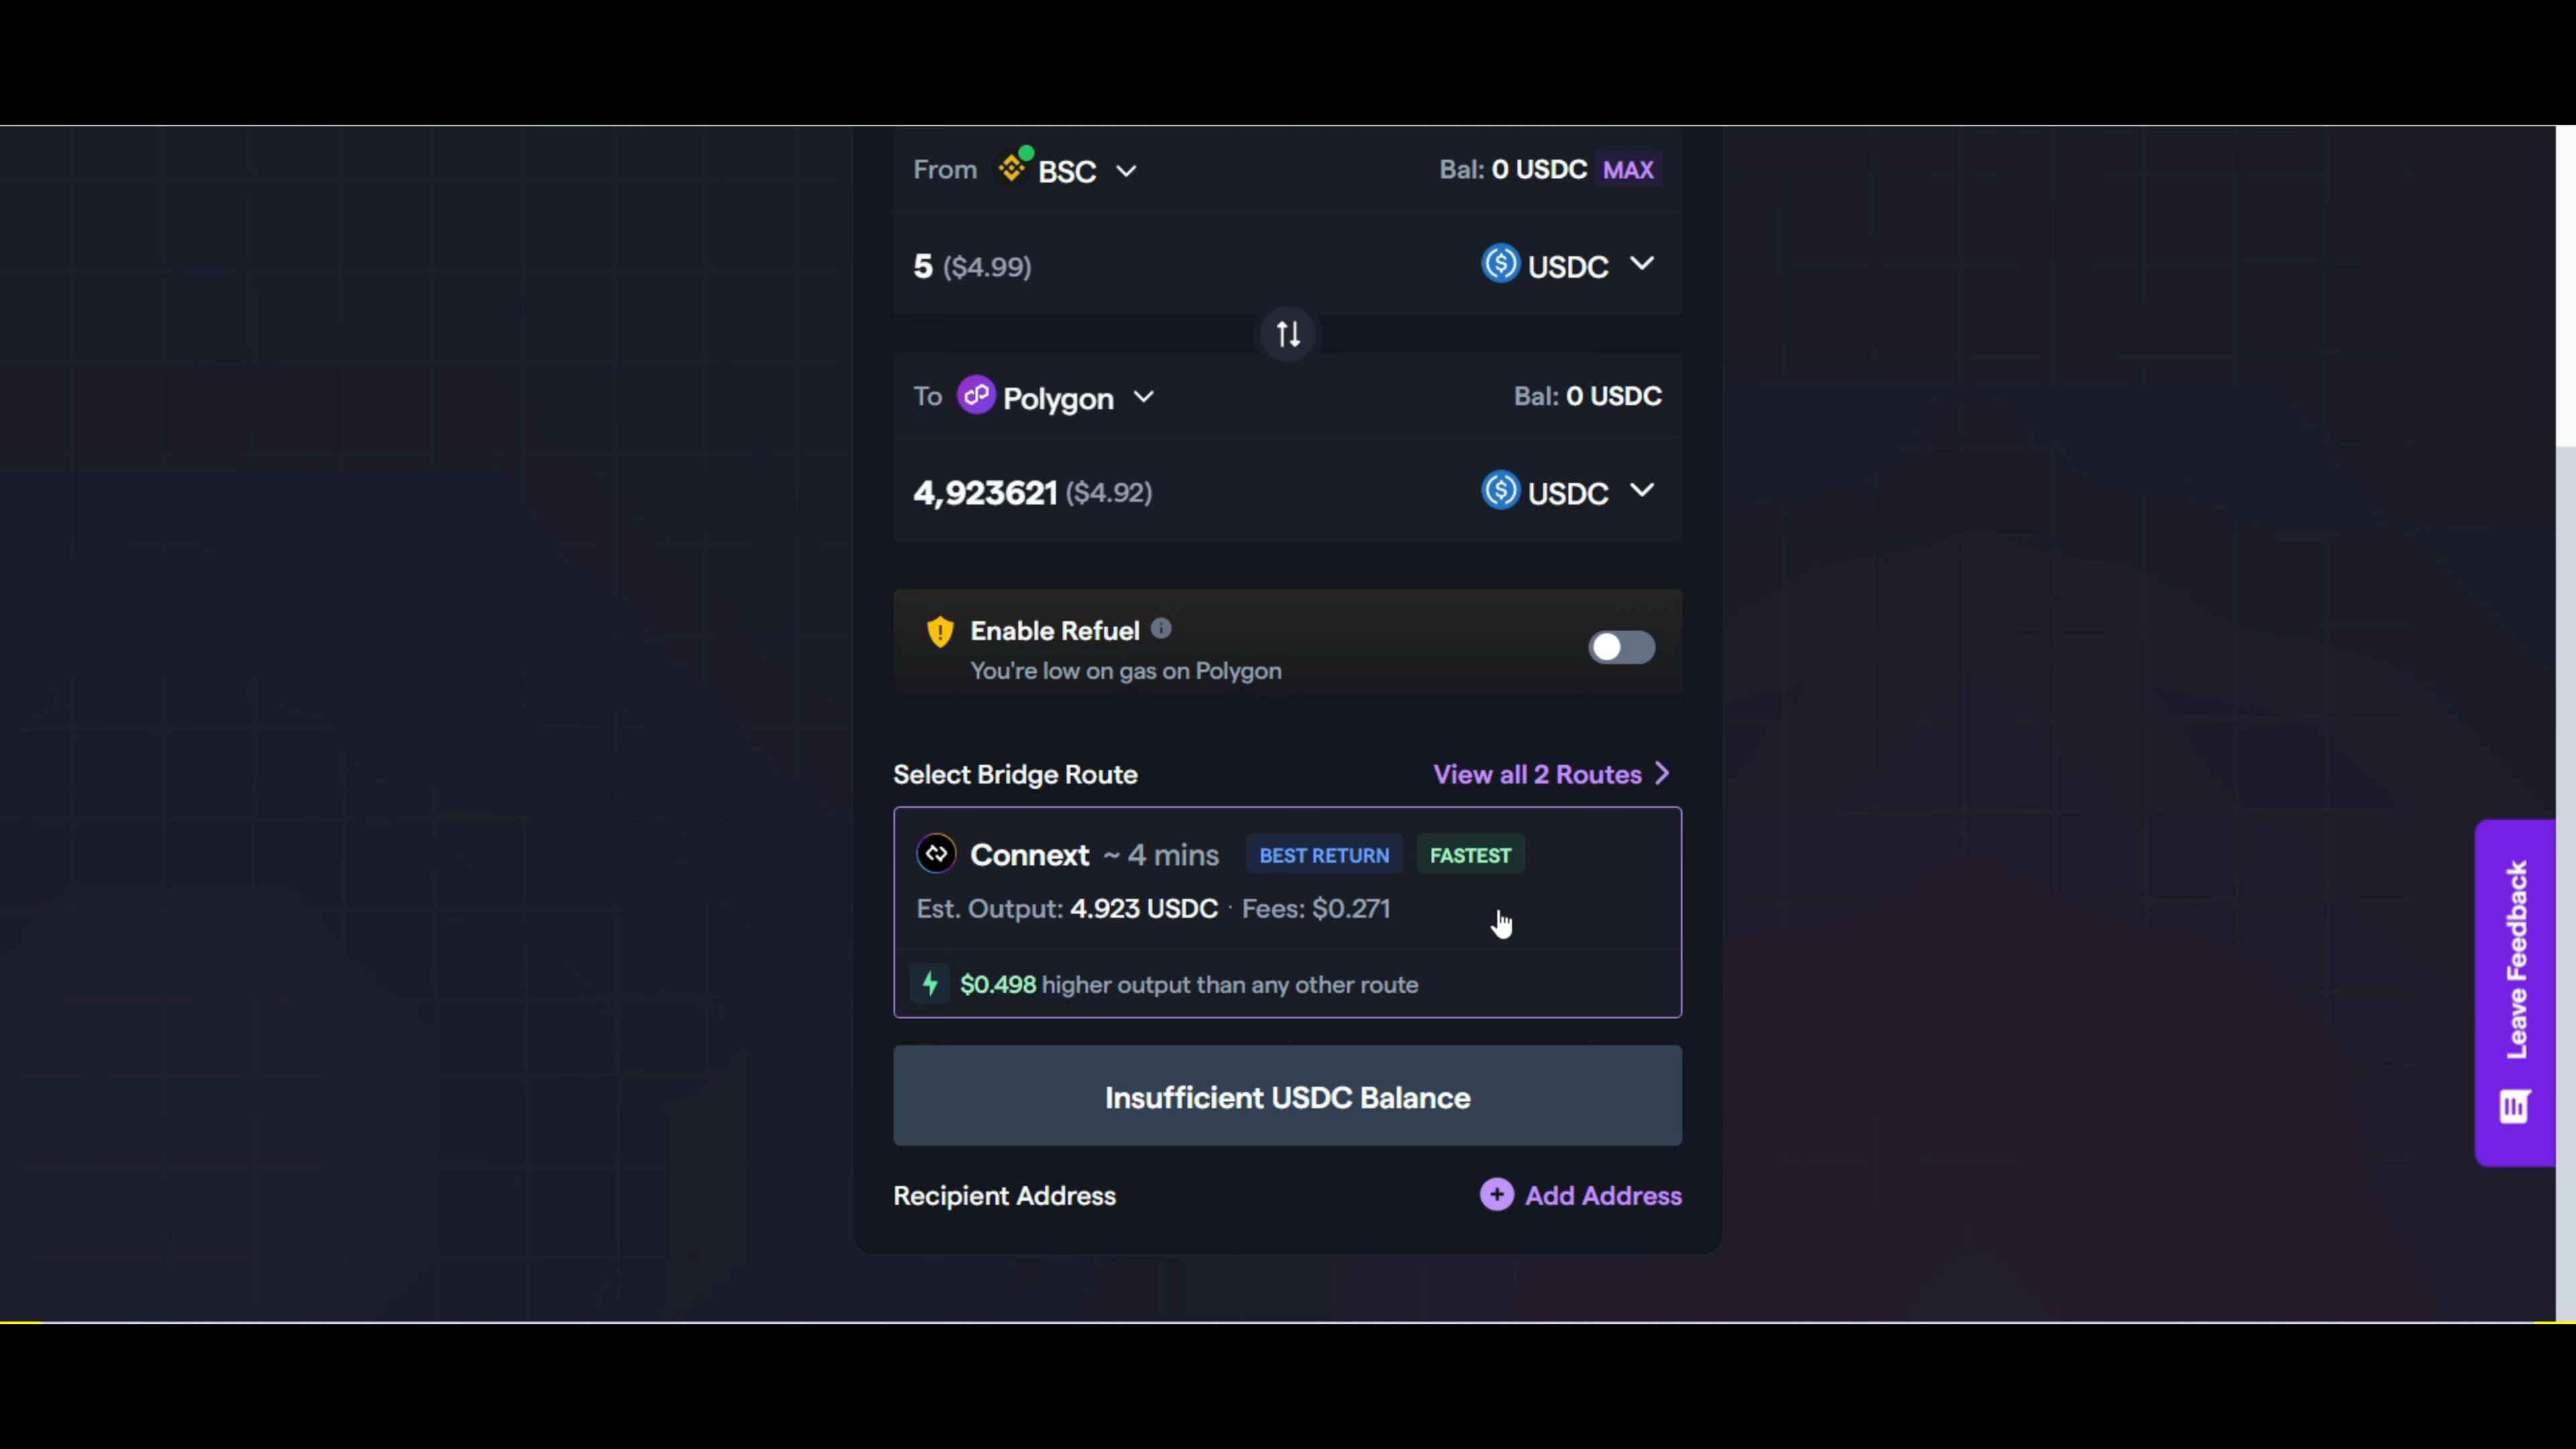 From BSC Bal: 0 USDC MAX
5 ($4.99) USDC
To Polygon Bal: 0 USDC
4,923621 ($4.92) USDC
Enable Refuel
You're low on gas on Polygon
Select Bridge Route View all 2 Routes
Connext ~ 4 mins BEST RETURN FASTEST
Est. Output: 4.923 USDC · Fees: $0.271
$0.498 higher output than any other route
Insufficient USDC Balance
Recipient Address Add Address
Leave Feedback